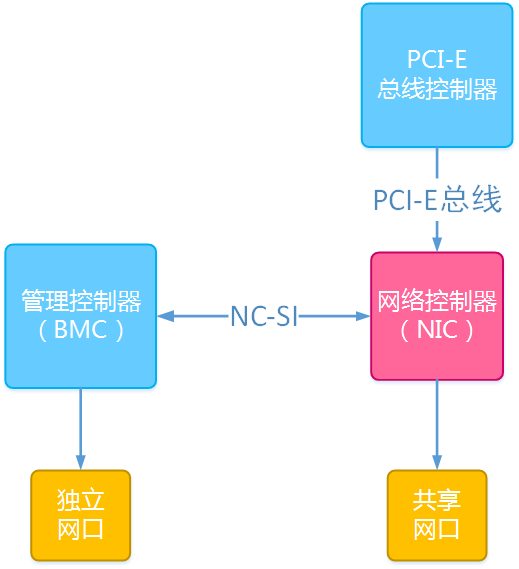 PCI-E
总线控制器
PCI-E总线
管理控制器
（BMC）
NC-SI
网络控制器
（NIC）
独立
网口
共享
网口